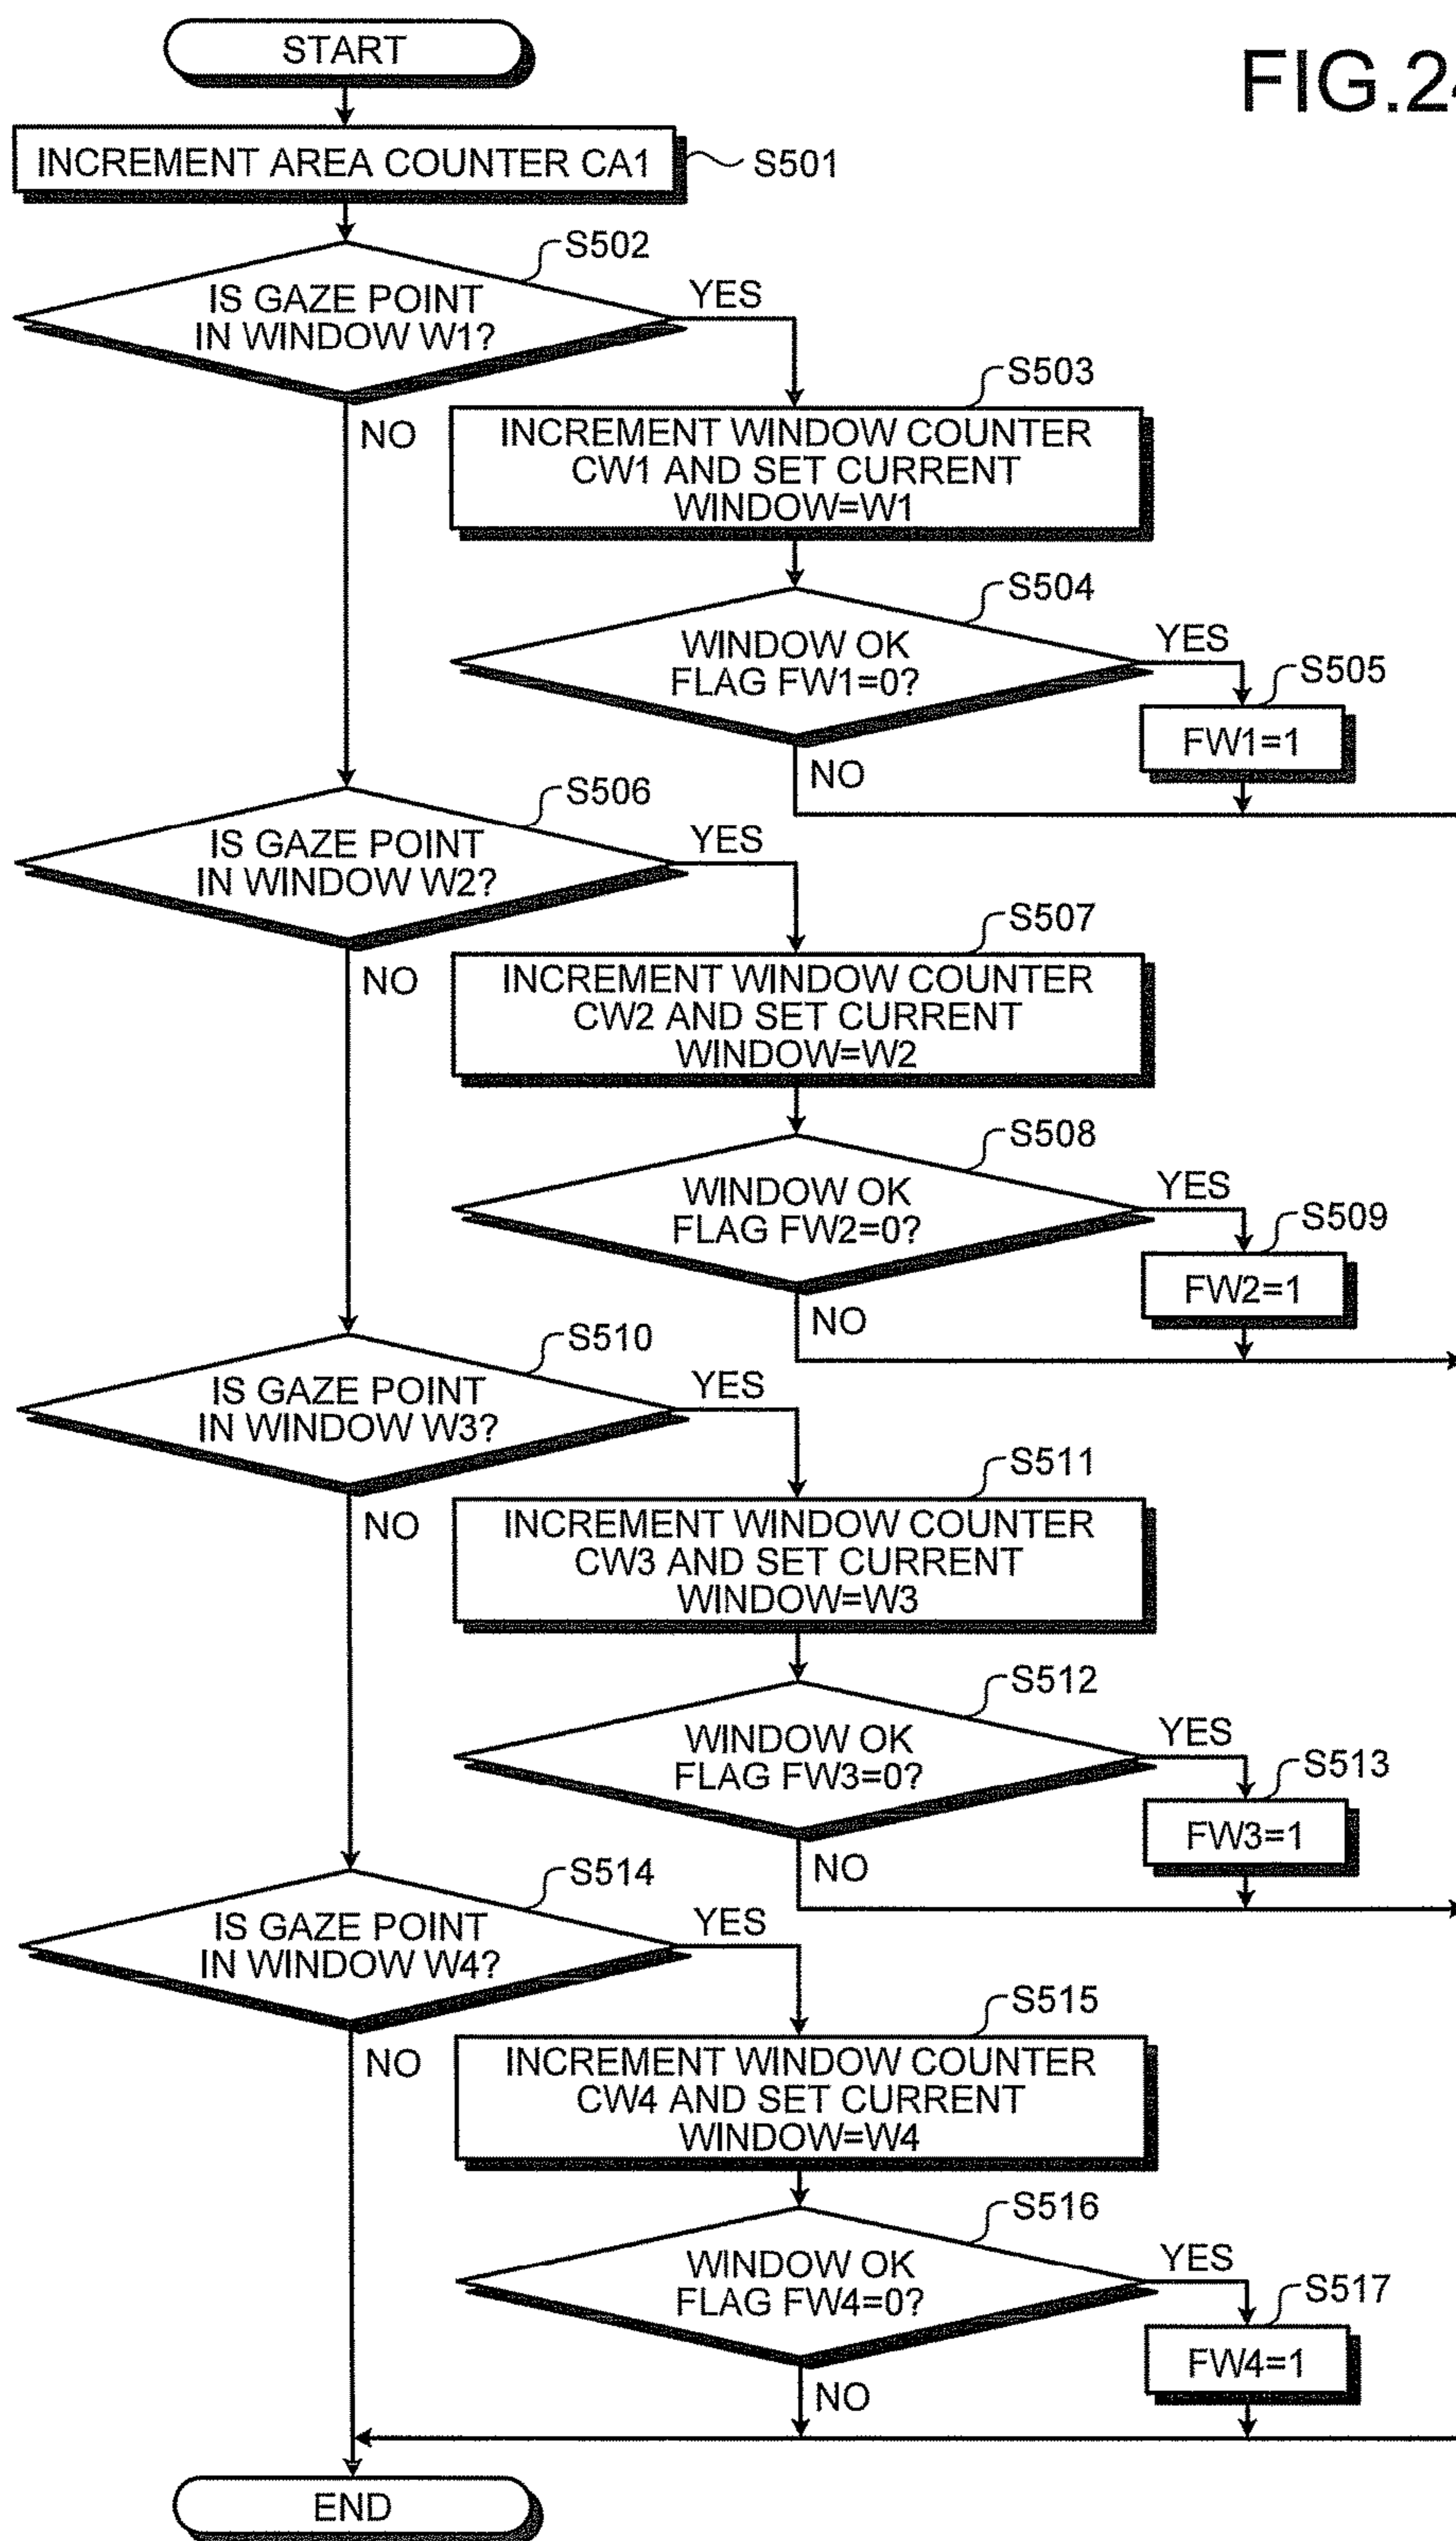 START
FIG.24
INCREMENT AREA COUNTER CA1
S501
S502
IS GAZE POINT
IN WINDOW W1?
YES
NO
S503
INCREMENT WINDOW COUNTER
CW1 AND SET CURRENT
WINDOW=W1
S504
WINDOW OK
FLAG FW1=0?
YES
S505
FW1=1
NO
S506
IS GAZE POINT
IN WINDOW W2?
YES
NO
S507
INCREMENT WINDOW COUNTER
CW2 AND SET CURRENT
WINDOW=W2
S508
WINDOW OK
FLAG FW2=0?
YES
S509
FW2=1
NO
S510
IS GAZE POINT
IN WINDOW W3?
YES
NO
S511
INCREMENT WINDOW COUNTER
CW3 AND SET CURRENT
WINDOW=W3
S512
WINDOW OK
FLAG FW3=0?
YES
S513
FW3=1
NO
S514
IS GAZE POINT
IN WINDOW W4?
YES
NO
S515
INCREMENT WINDOW COUNTER
CW4 AND SET CURRENT
WINDOW=W4
S516
WINDOW OK
FLAG FW4=0?
YES
S517
FW4=1
NO
END